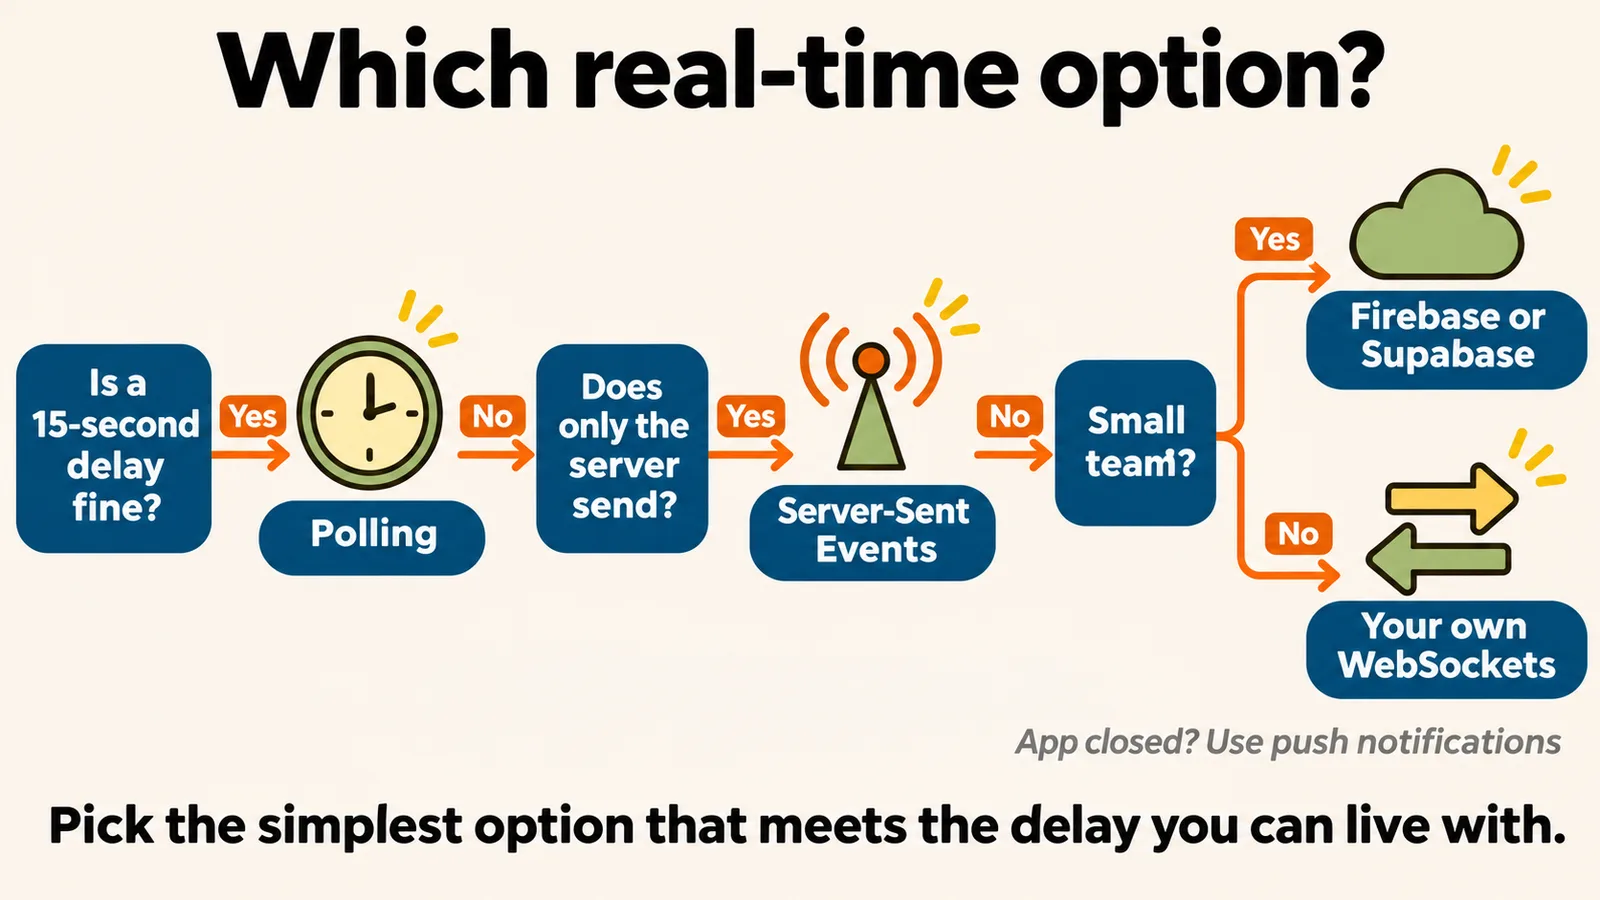 Which real-time option?
Is a
15-second
delay
fine?
Yes
Polling
No
Does
only the
server
send?
Yes
Server-Sent
Events
No
Small
team?
Yes
Firebase or
Supabase
No
Your own
WebSockets
App closed? Use push notifications
Pick the simplest option that meets the delay you can live with.